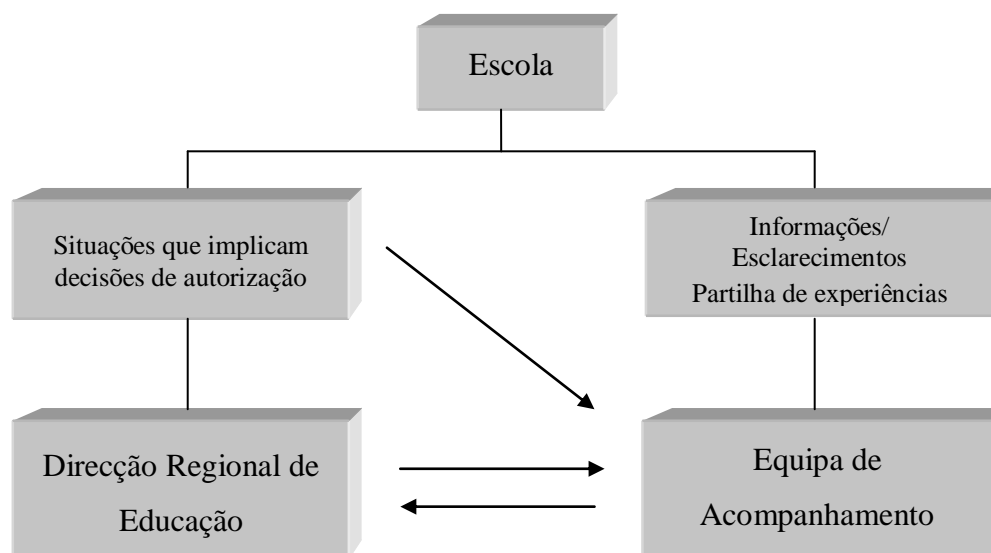 Escola
Situações que implicam
decisões de autorização
Informações/
Esclarecimentos
Partilha de experiências
Direcção Regional de
Educação
Equipa de
Acompanhamento